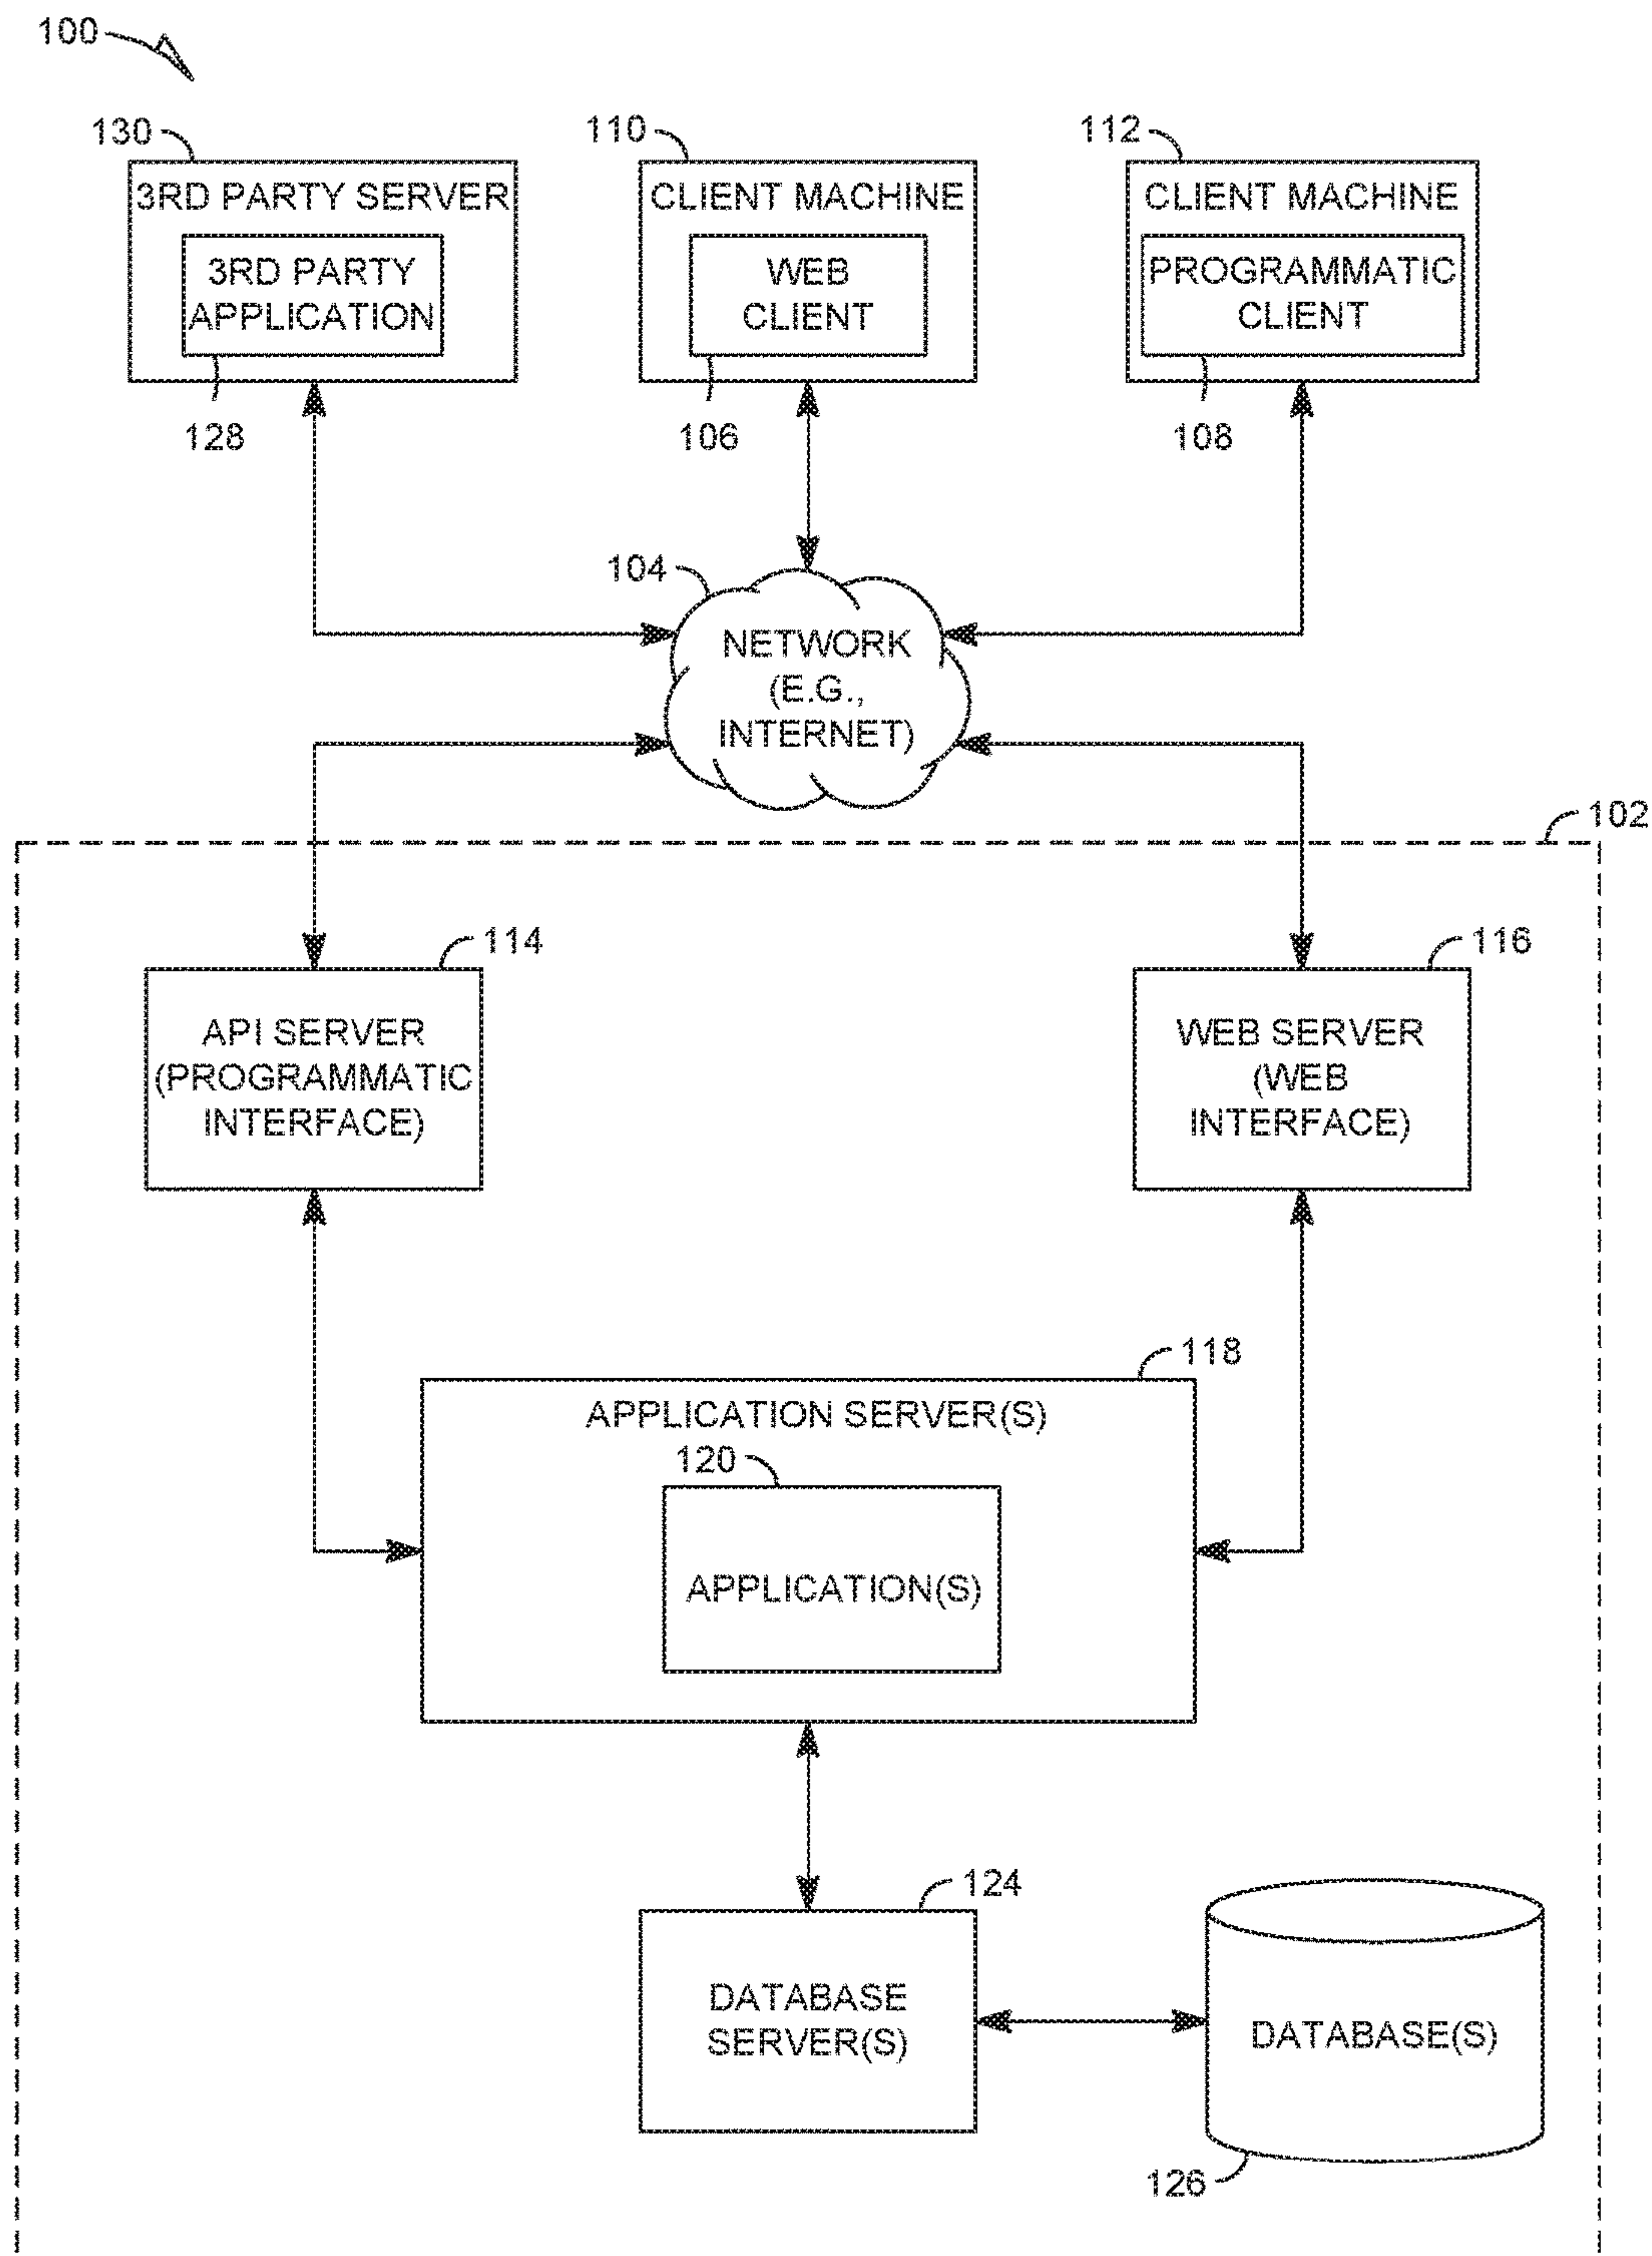 100
130
110
112
3RD PARTY SERVER
CLIENT MACHINE
CLIENT MACHINE
3RD PARTY
APPLICATION
WEB
CLIENT
PROGRAMMATIC
CLIENT
128
106
108
104
NETWORK
(E.G.,
INTERNET)
102
114
116
API SERVER
(PROGRAMMATIC
INTERFACE)
WEB SERVER
(WEB
INTERFACE)
118
APPLICATION SERVER(S)
120
APPLICATION(S)
124
DATABASE
SERVER(S)
DATABASE(S)
126